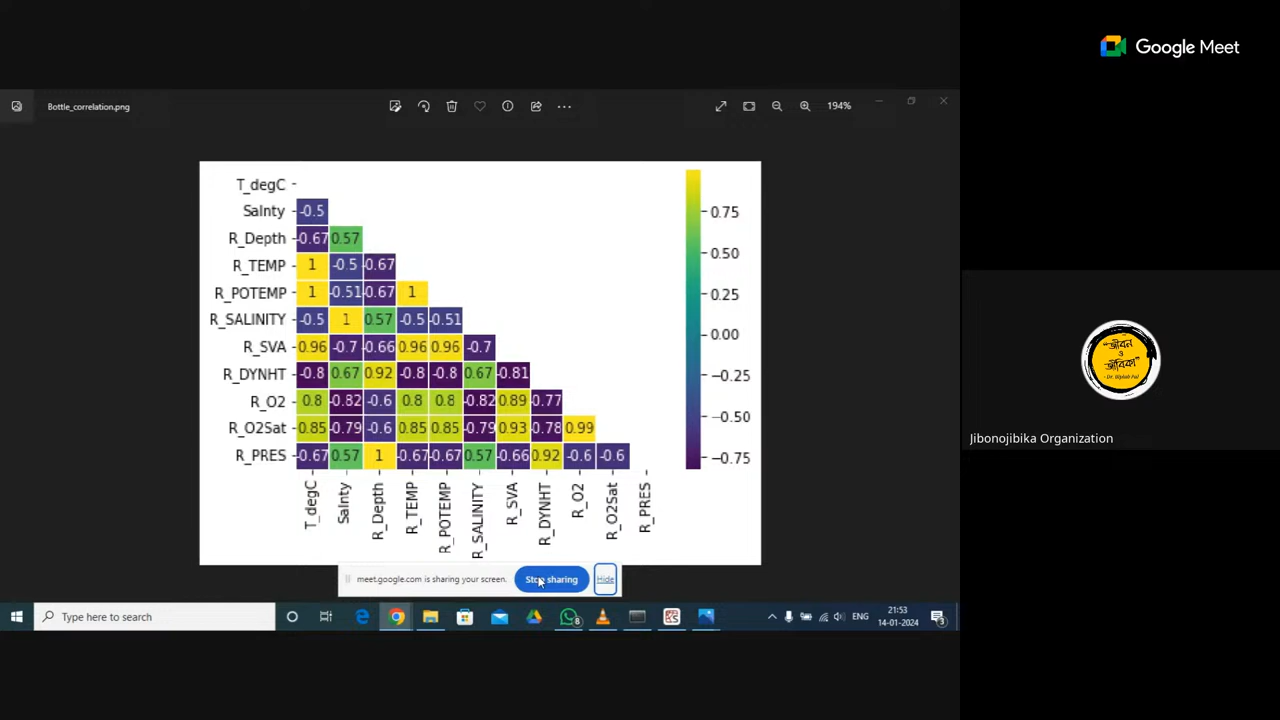 Google Meet
Bottle_correlation.png
194%
T_degC
Salnty -0.5
R_Depth -0.67 0.57
R_TEMP 1 -0.5 -0.67
R_POTEMP 1 -0.51 -0.67 1
R_SALINITY -0.5 1 0.57 -0.5 -0.51
R_SVA 0.96 -0.7 -0.66 0.96 0.96 -0.7
R_DYNHT -0.8 0.67 0.92 -0.8 -0.8 0.67 -0.81
R_O2 0.8 -0.82 -0.6 0.8 0.8 -0.82 0.89 -0.77
R_O2Sat 0.85 -0.79 -0.6 0.85 0.85 -0.79 0.93 -0.78 0.99
R_PRES -0.67 0.57 1 -0.67 -0.67 0.57 -0.66 0.92 -0.6 -0.6
T_degC Salnty R_Depth R_TEMP R_POTEMP R_SALINITY R_SVA R_DYNHT R_O2 R_O2Sat R_PRES
0.75
0.50
0.25
0.00
−0.25
−0.50
−0.75
"জীবন
ও
জীবিকা"
Jibonojibika Organization
meet.google.com is sharing your screen.
Stop sharing
Hide
Type here to search
8
ENG
21:53
14-01-2024
3